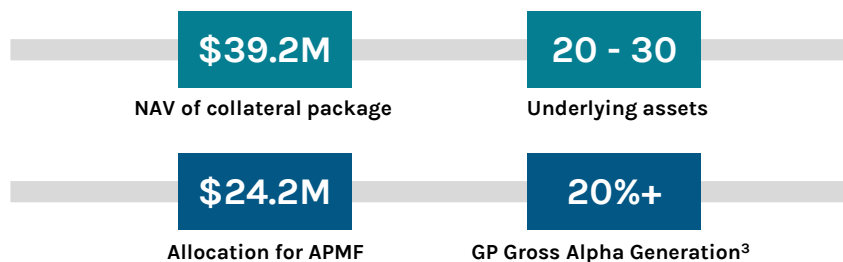 $39.2M 20 - 30
NAV of collateral package Underlying assets
$24.2M 20%+
Allocation for APMF GP Gross Alpha Generation³